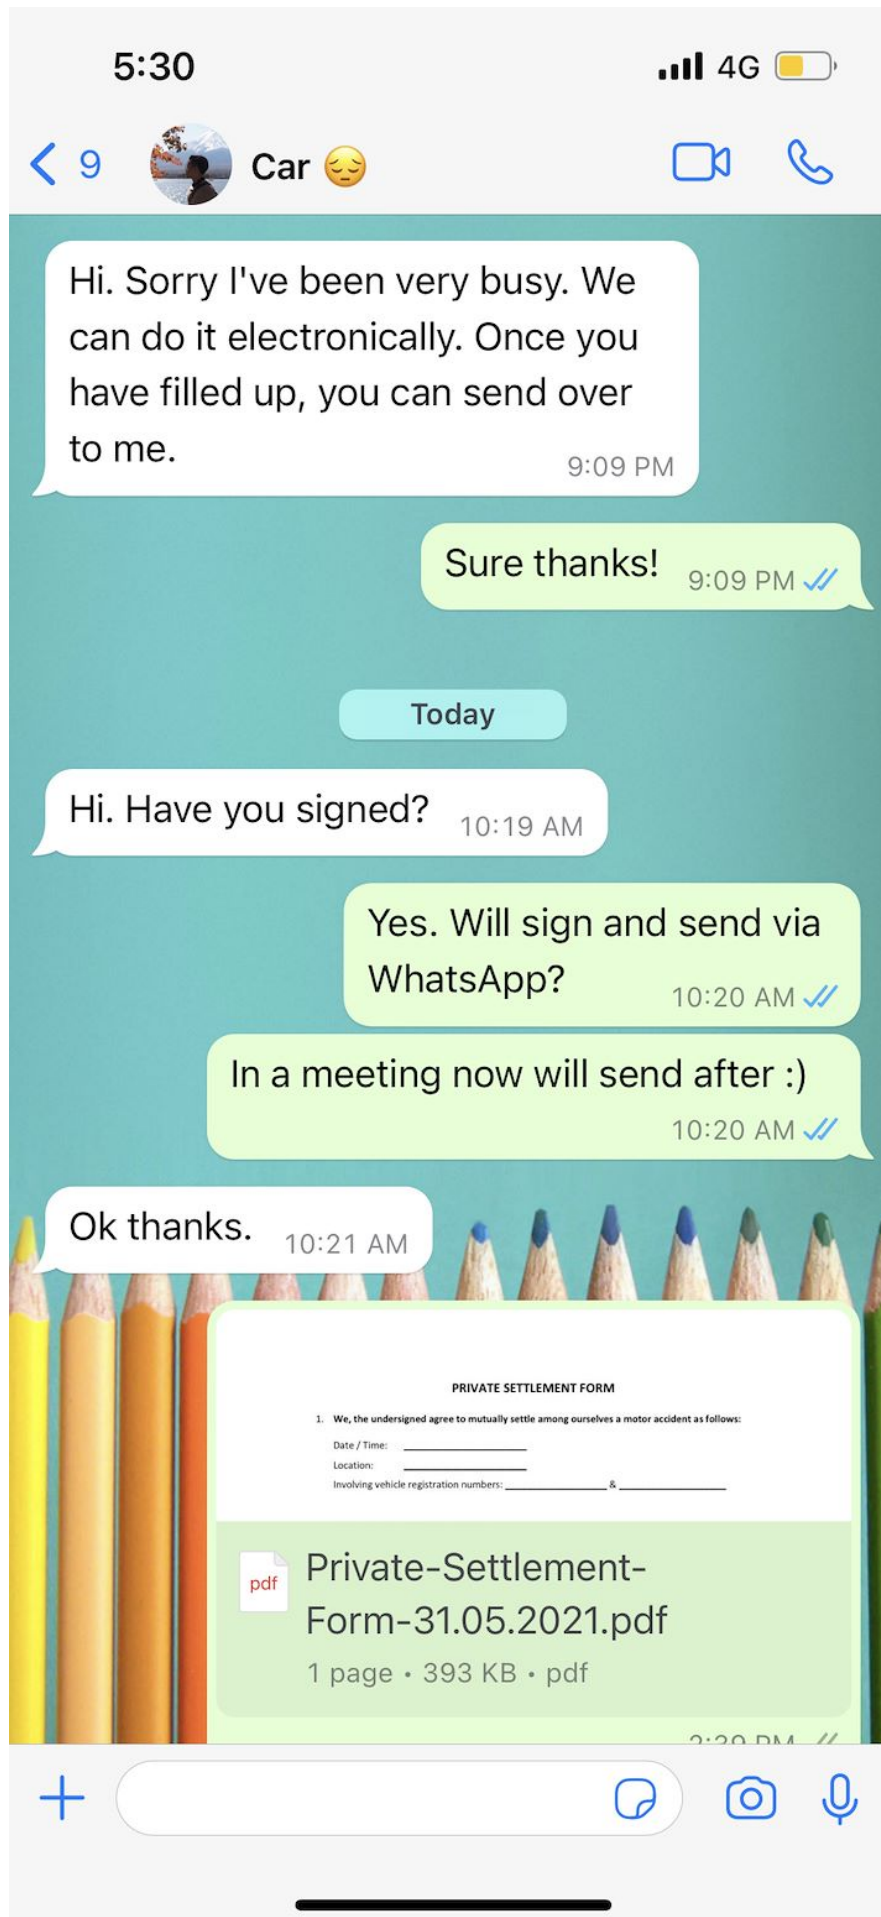 5:30
4G
9
Car 😔
Hi. Sorry I've been very busy. We
can do it electronically. Once you
have filled up, you can send over
to me.
9:09 PM
Sure thanks!
9:09 PM
Today
Hi. Have you signed?
10:19 AM
Yes. Will sign and send via
WhatsApp?
10:20 AM
In a meeting now will send after :)
10:20 AM
Ok thanks.
10:21 AM
PRIVATE SETTLEMENT FORM
1. We, the undersigned agree to mutually settle among ourselves a motor accident as follows:
Date / Time:
Location:
Involving vehicle registration numbers: &
pdf
Private-Settlement-
Form-31.05.2021.pdf
1 page • 393 KB • pdf